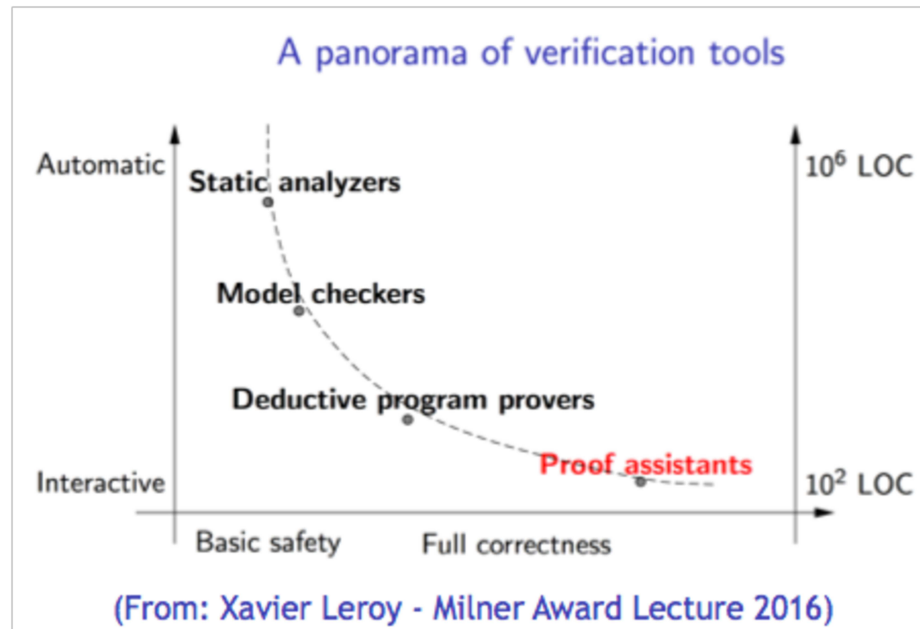 A panorama of verification tools
Automatic
10⁶ LOC
Static analyzers
Model checkers
Deductive program provers
Proof assistants
Interactive
10² LOC
Basic safety
Full correctness
(From: Xavier Leroy - Milner Award Lecture 2016)